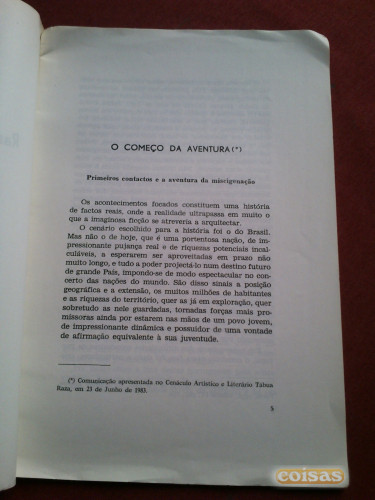 O COMEÇO DA AVENTURA(*)
Primeiros contactos e a aventura da miscigenação
Os acontecimentos focados constituem uma história
de factos reais, onde a realidade ultrapassa em muito o
que a imaginosa ficção se atreveria a arquitectar.
O cenário escolhido para a história foi o do Brasil.
Mas não o de hoje, que é uma portentosa nação, de im-
pressionante pujança real e de riquezas potenciais incal-
culáveis, a esperarem ser aproveitadas em prazo não
muito longo, e tudo a poder projectá-lo num destino futuro
de grande País, impondo-se de modo espectacular no con-
certo das nações do mundo. São disso sinais a posição
geográfica e a extensão, os muitos milhões de habitantes
e as riquezas do território, quer as já em exploração, quer
sobretudo as nele guardadas, tornadas forças mais pro-
missoras ainda por estarem nas mãos de um povo jovem,
de impressionante dinâmica e possuidor de uma vontade
de afirmação equivalente à sua juventude.
(*) Comunicação apresentada no Cenáculo Artístico e Literário Tábua
Rasa, em 23 de Junho de 1983.
5
coisas